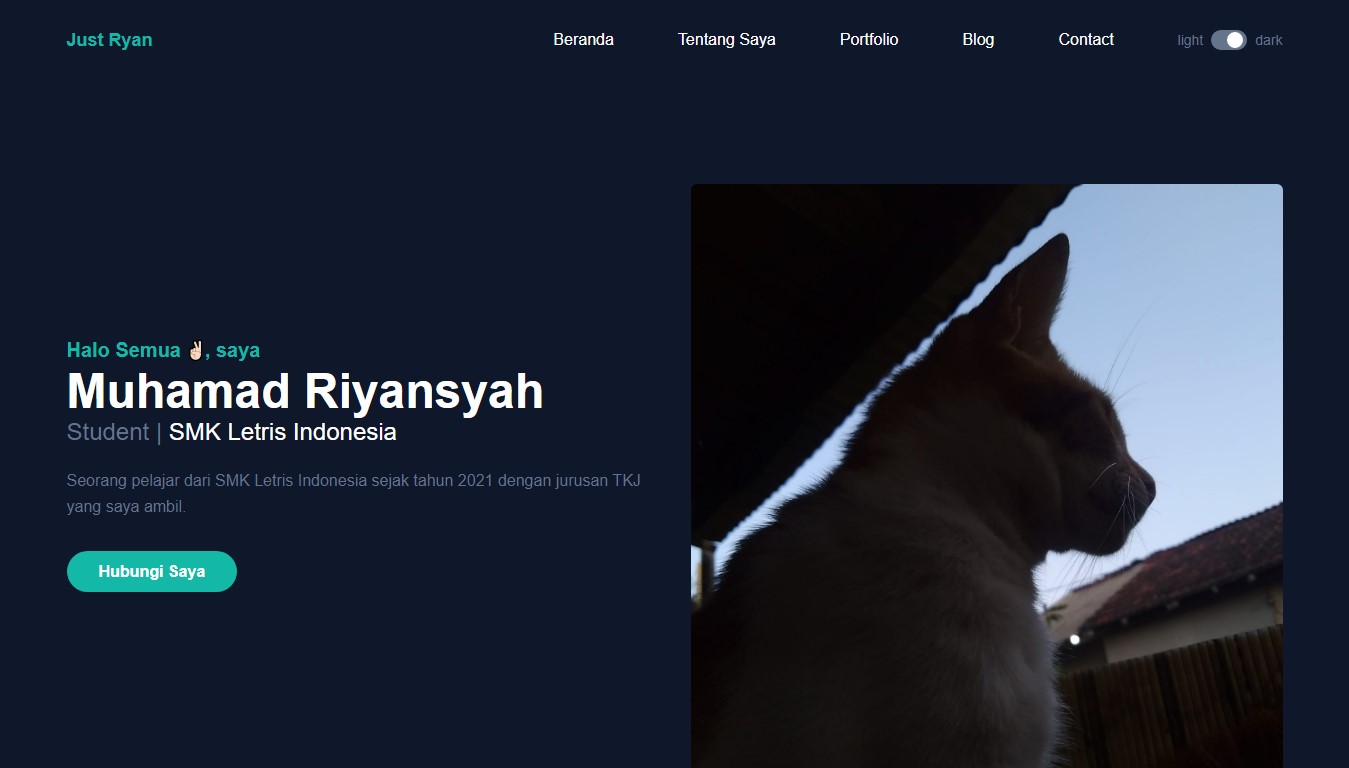 Just Ryan
Beranda
Tentang Saya
Portfolio
Blog
Contact
light
dark
Halo Semua ✌🏻, saya
Muhamad Riyansyah
Student | SMK Letris Indonesia
Seorang pelajar dari SMK Letris Indonesia sejak tahun 2021 dengan jurusan TKJ
yang saya ambil.
Hubungi Saya